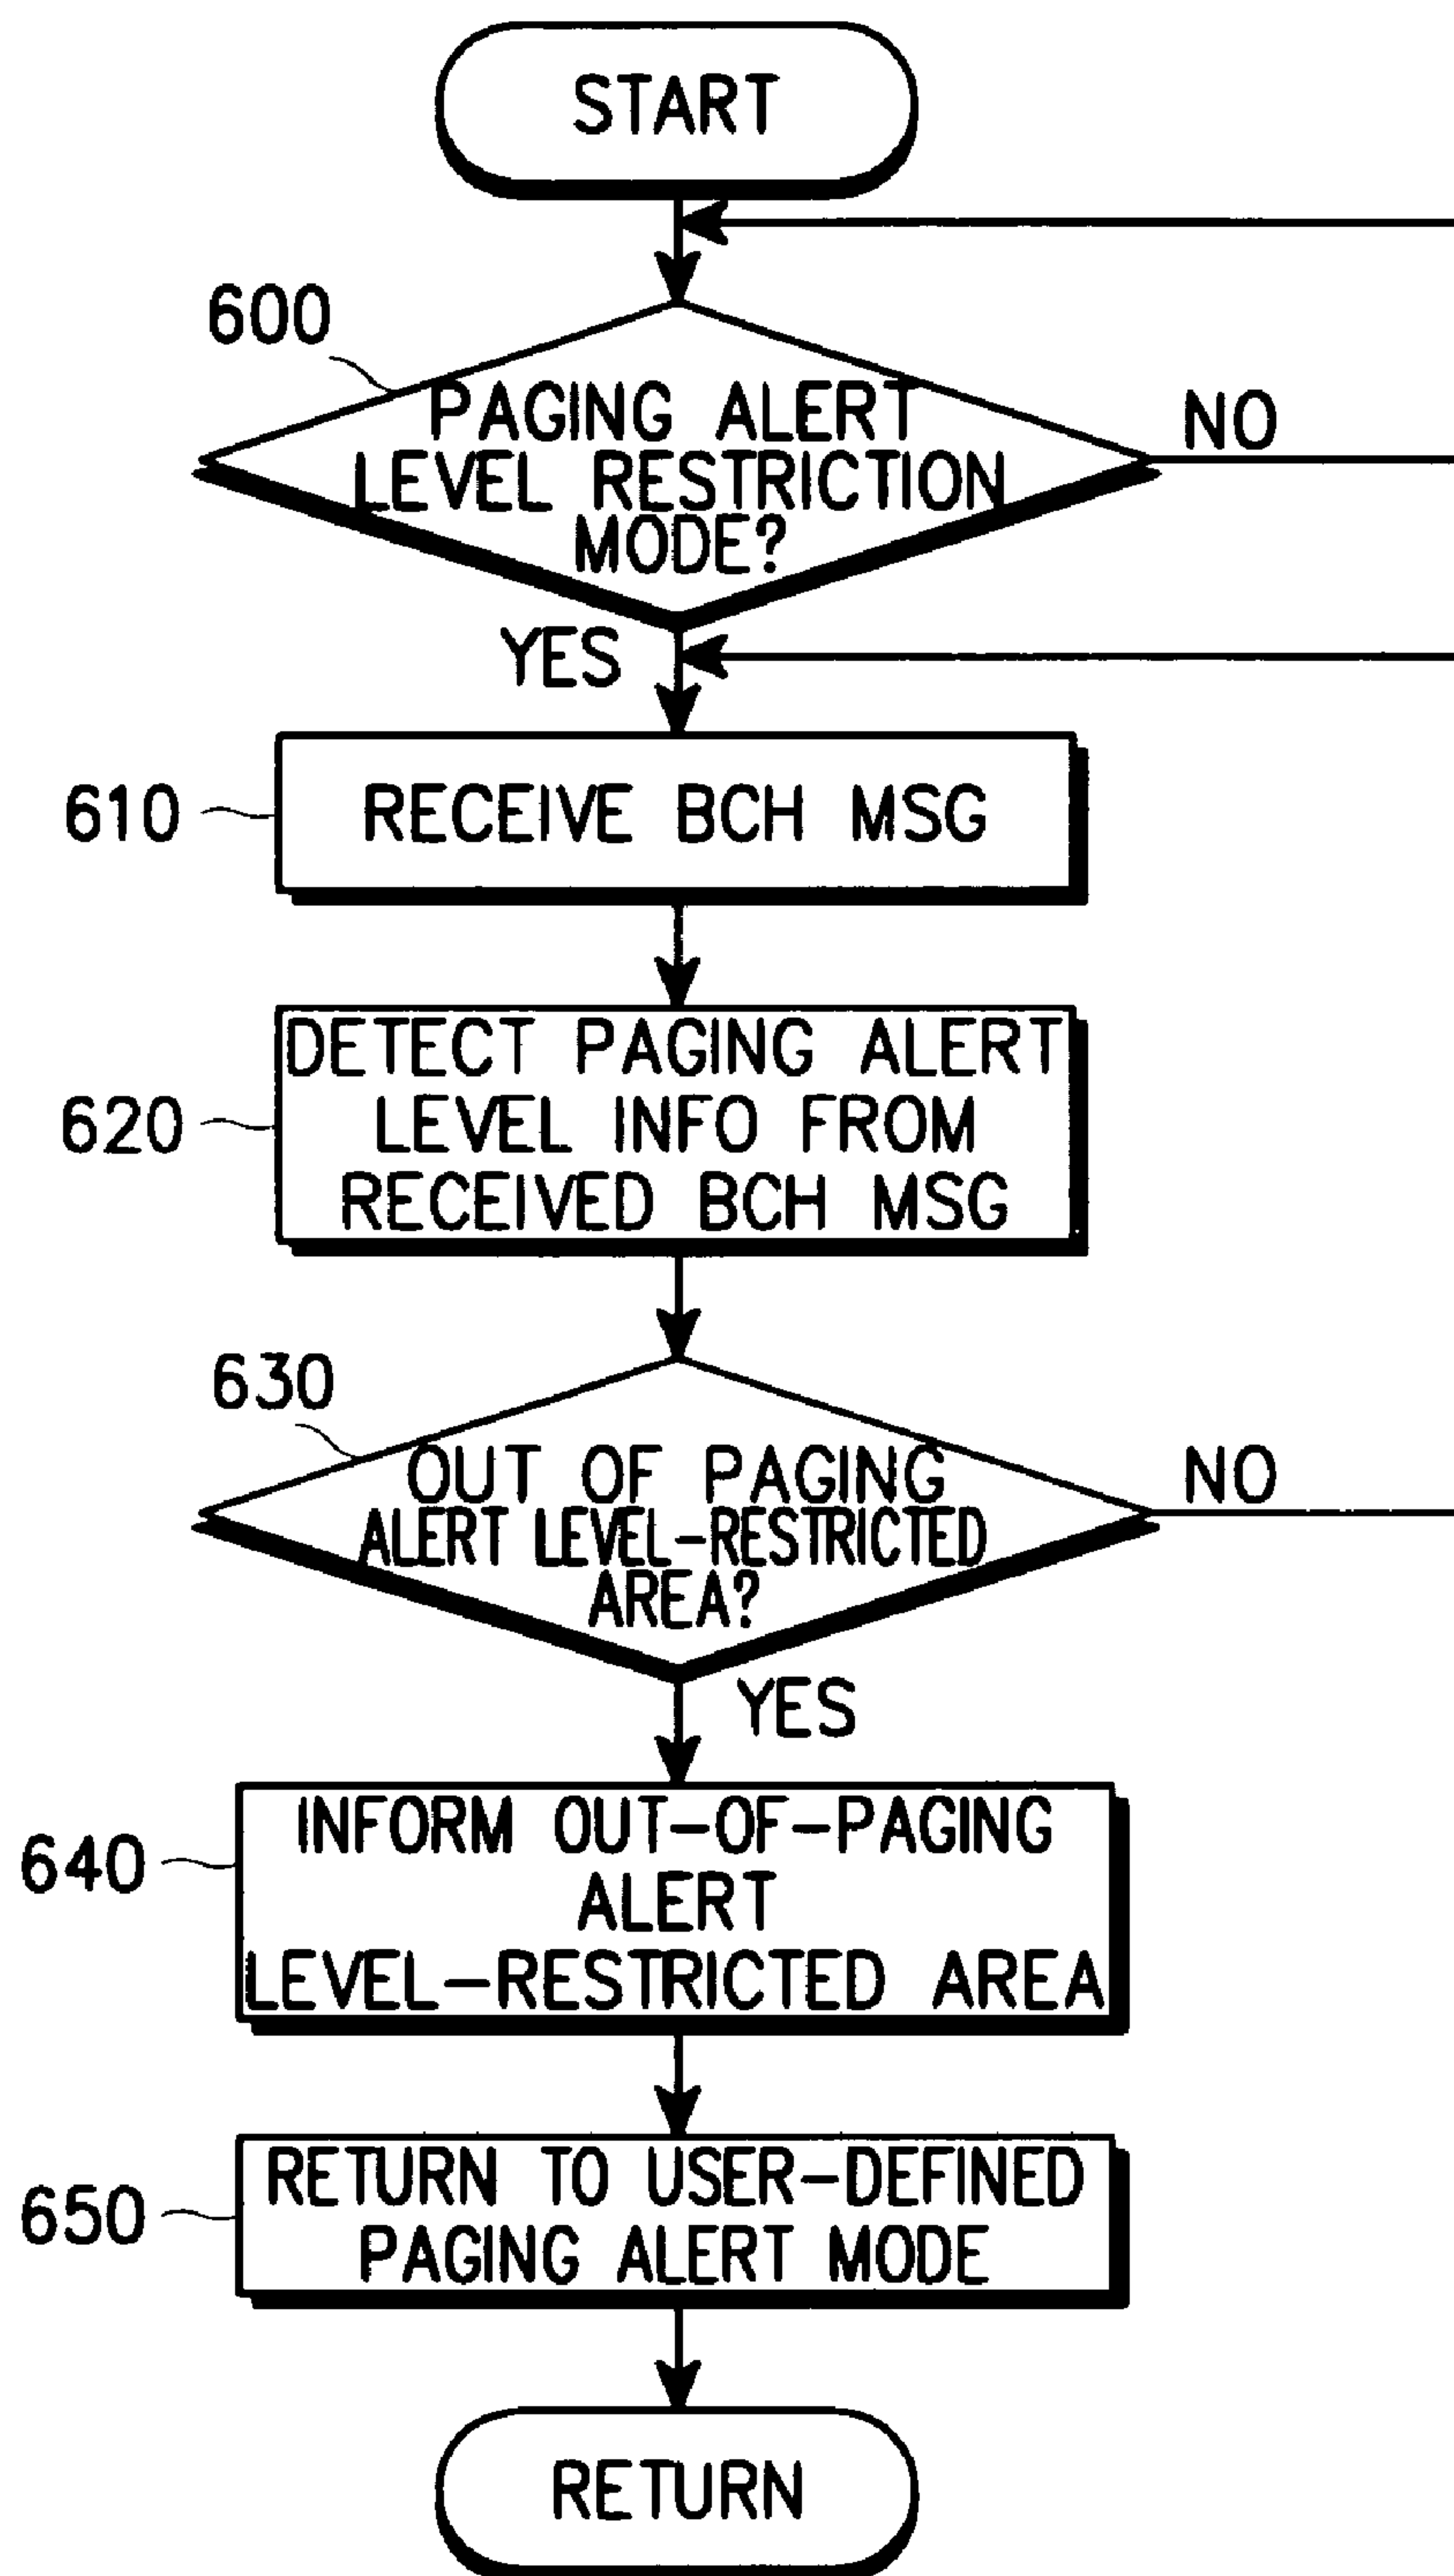 START
600
PAGING ALERT
LEVEL RESTRICTION
MODE?
NO
YES
610
RECEIVE BCH MSG
620
DETECT PAGING ALERT
LEVEL INFO FROM
RECEIVED BCH MSG
630
OUT OF PAGING
ALERT LEVEL-RESTRICTED
AREA?
NO
YES
640
INFORM OUT-OF-PAGING
ALERT
LEVEL-RESTRICTED AREA
650
RETURN TO USER-DEFINED
PAGING ALERT MODE
RETURN